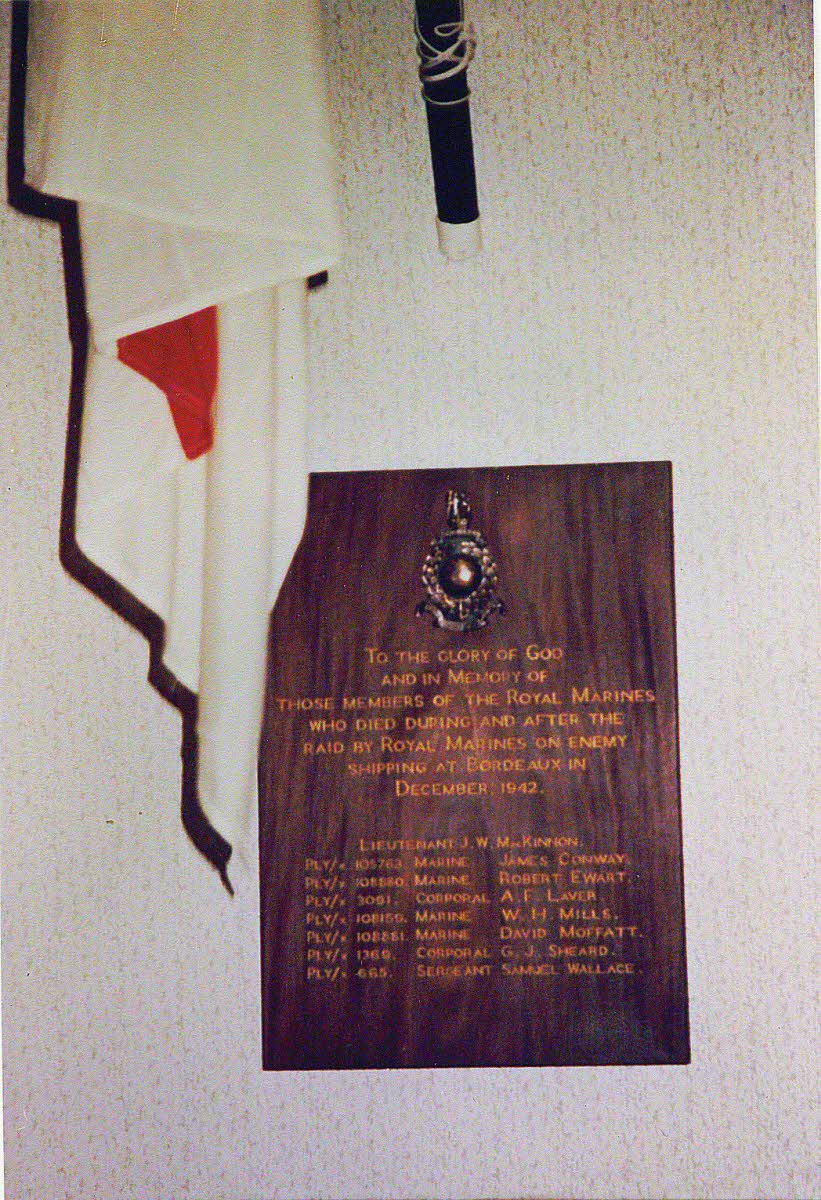 To the glory of God
and in Memory of
those members of the Royal Marines
who died during and after the
raid by Royal Marines on enemy
shipping at Bordeaux in
December, 1942.
Lieutenant J. W. MacKinnon.
Ply/x 105763. Marine James Conway.
Ply/x 108880. Marine Robert Ewart.
Ply/x 3091. Corporal A. F. Laver
Ply/x 108159. Marine W. H. Mills.
Ply/x 108881. Marine David Moffatt.
Ply/x 1369. Corporal G. J. Sheard.
Ply/x 665. Sergeant Samuel Wallace.